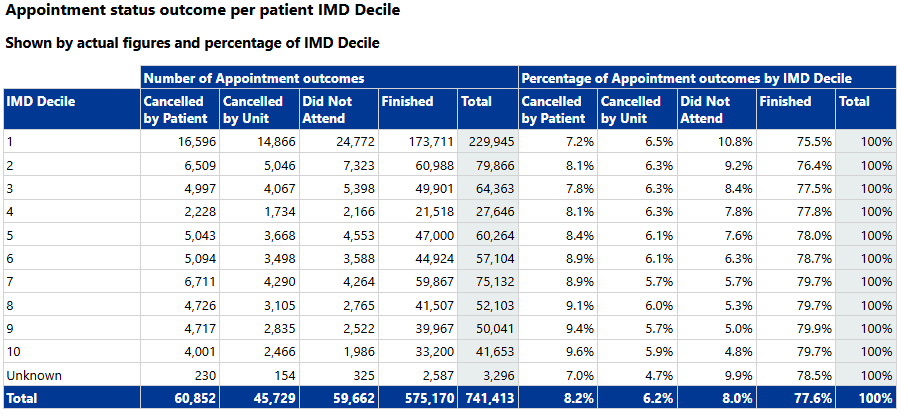 Appointment status outcome per patient IMD Decile
Shown by actual figures and percentage of IMD Decile
Number of Appointment outcomes Percentage of Appointment outcomes by IMD Decile
IMD Decile Cancelled by Patient Cancelled by Unit Did Not Attend Finished Total Cancelled by Patient Cancelled by Unit Did Not Attend Finished Total
1 16,596 14,866 24,772 173,711 229,945 7.2% 6.5% 10.8% 75.5% 100%
2 6,509 5,046 7,323 60,988 79,866 8.1% 6.3% 9.2% 76.4% 100%
3 4,997 4,067 5,398 49,901 64,363 7.8% 6.3% 8.4% 77.5% 100%
4 2,228 1,734 2,166 21,518 27,646 8.1% 6.3% 7.8% 77.8% 100%
5 5,043 3,668 4,553 47,000 60,264 8.4% 6.1% 7.6% 78.0% 100%
6 5,094 3,498 3,588 44,924 57,104 8.9% 6.1% 6.3% 78.7% 100%
7 6,711 4,290 4,264 59,867 75,132 8.9% 5.7% 5.7% 79.7% 100%
8 4,726 3,105 2,765 41,507 52,103 9.1% 6.0% 5.3% 79.7% 100%
9 4,717 2,835 2,522 39,967 50,041 9.4% 5.7% 5.0% 79.9% 100%
10 4,001 2,466 1,986 33,200 41,653 9.6% 5.9% 4.8% 79.7% 100%
Unknown 230 154 325 2,587 3,296 7.0% 4.7% 9.9% 78.5% 100%
Total 60,852 45,729 59,662 575,170 741,413 8.2% 6.2% 8.0% 77.6% 100%